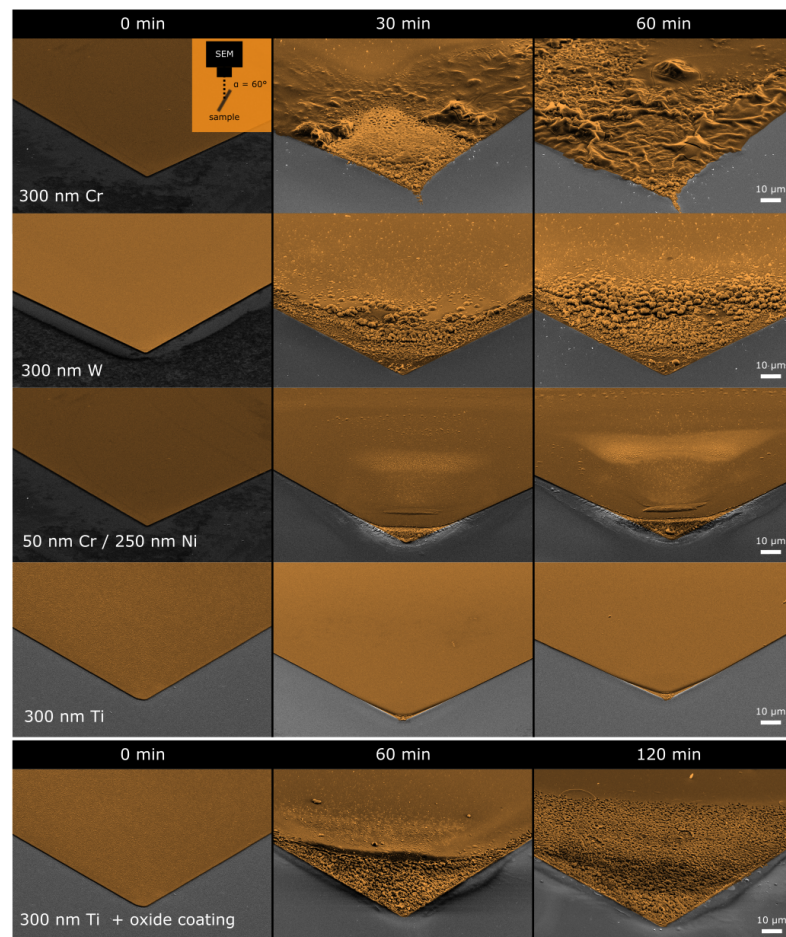 0 min
30 min
60 min
SEM
α = 60°
sample
300 nm Cr
10 µm
300 nm W
10 µm
50 nm Cr / 250 nm Ni
10 µm
300 nm Ti
10 µm
0 min
60 min
120 min
300 nm Ti + oxide coating
10 µm